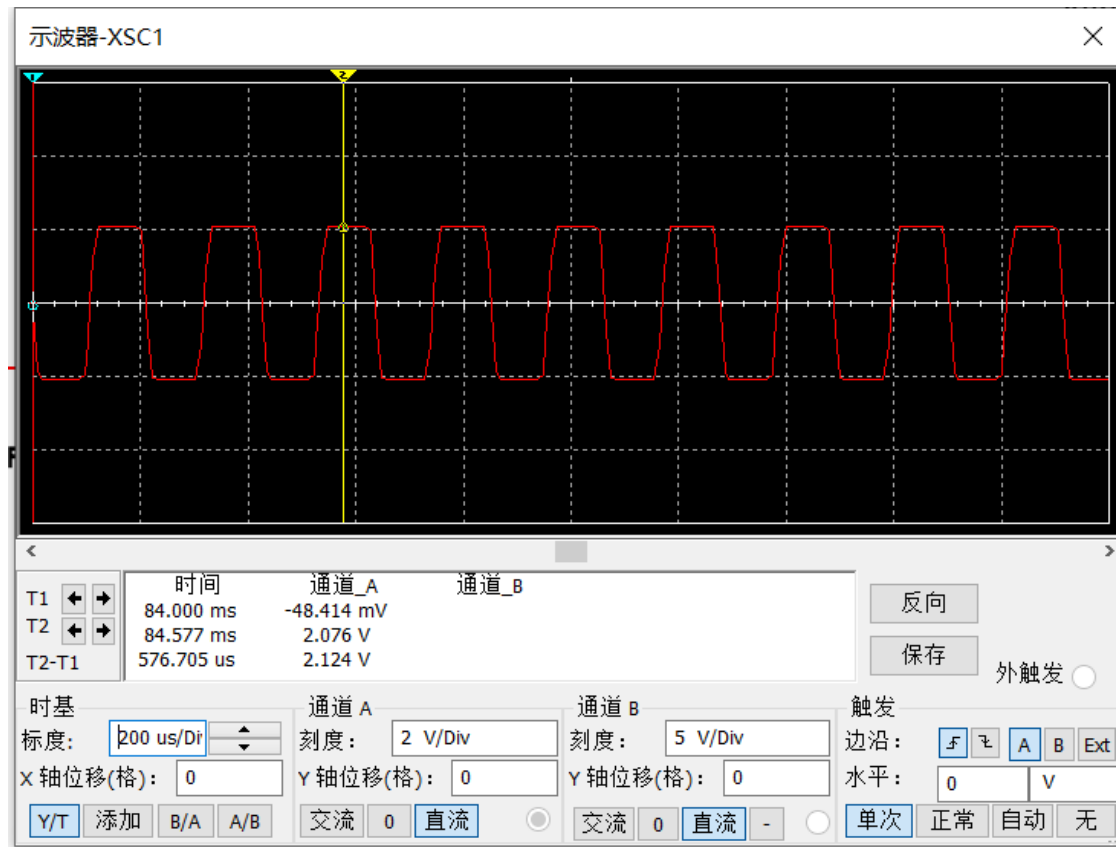 示波器-XSC1
1
2
时间 通道_A 通道_B
T1 84.000 ms -48.414 mV
T2 84.577 ms 2.076 V
T2-T1 576.705 us 2.124 V
反向
保存
外触发
时基 通道 A 通道 B 触发
标度: 200 us/Di 刻度: 2 V/Div 刻度: 5 V/Div 边沿: A B Ext
X 轴位移(格): 0 Y 轴位移(格): 0 Y 轴位移(格): 0 水平: 0 V
Y/T 添加 B/A A/B 交流 0 直流 交流 0 直流 - 单次 正常 自动 无